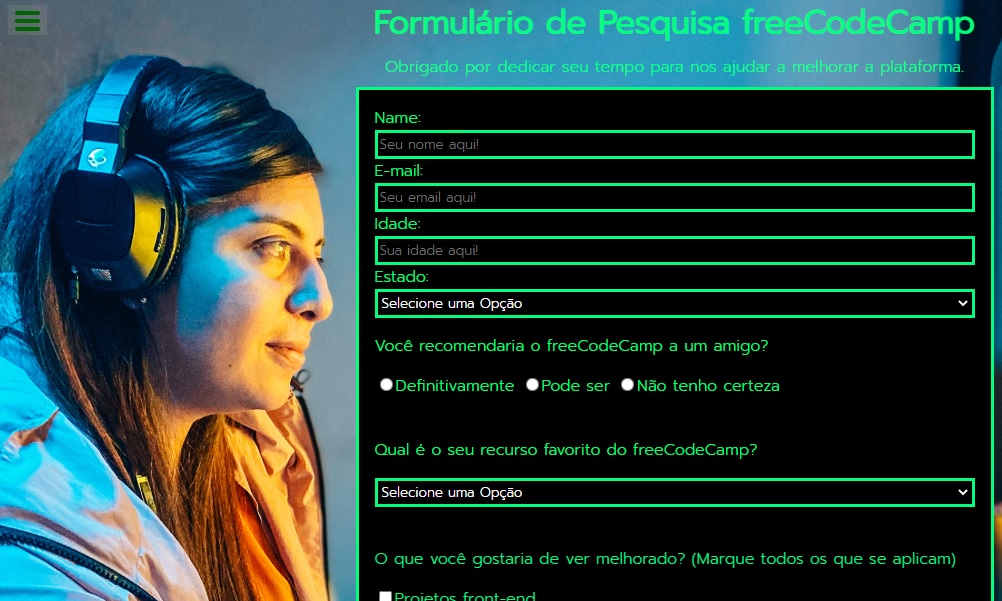 Formulário de Pesquisa freeCodeCamp
Obrigado por dedicar seu tempo para nos ajudar a melhorar a plataforma.
Name:
Seu nome aqui!
E-mail:
Seu email aqui!
Idade:
Sua idade aqui!
Estado:
Selecione uma Opção
Você recomendaria o freeCodeCamp a um amigo?
Definitivamente Pode ser Não tenho certeza
Qual é o seu recurso favorito do freeCodeCamp?
Selecione uma Opção
O que você gostaria de ver melhorado? (Marque todos os que se aplicam)
Projetos front-end